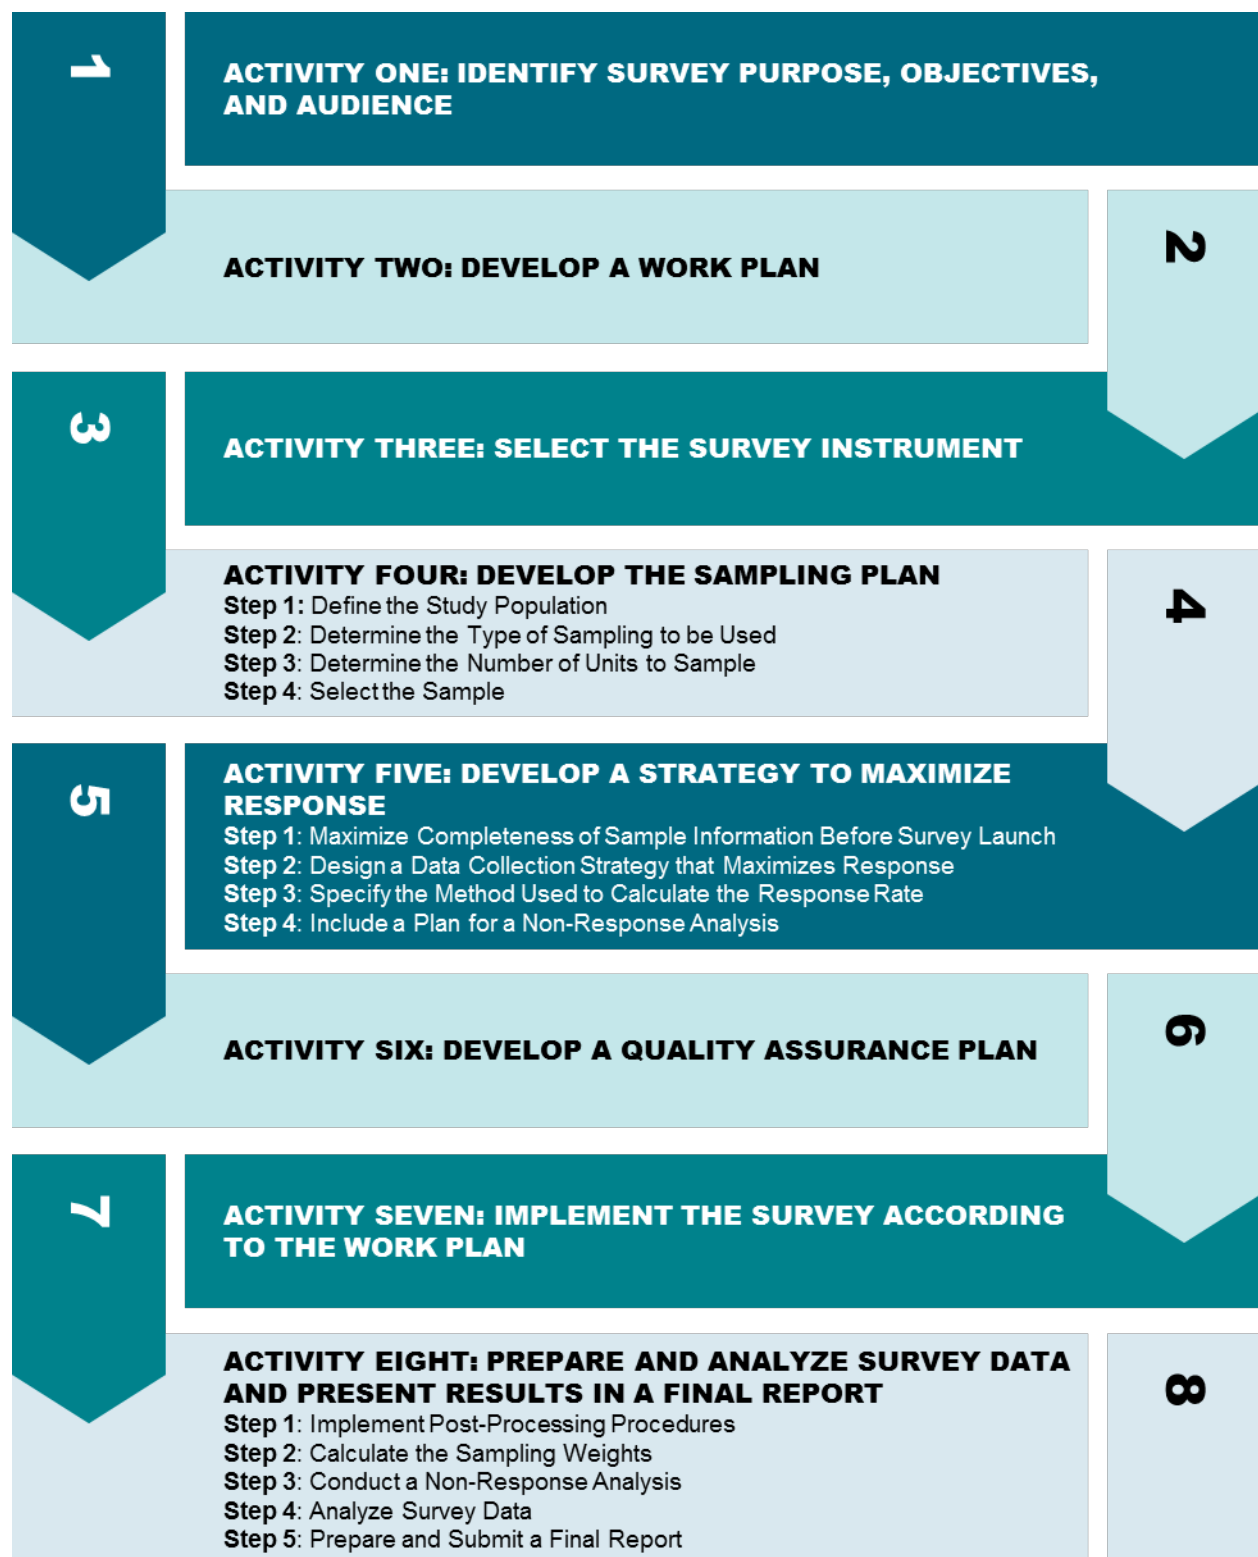 1
ACTIVITY ONE: IDENTIFY SURVEY PURPOSE, OBJECTIVES,
AND AUDIENCE
2
ACTIVITY TWO: DEVELOP A WORK PLAN
3
ACTIVITY THREE: SELECT THE SURVEY INSTRUMENT
4
ACTIVITY FOUR: DEVELOP THE SAMPLING PLAN
Step 1: Define the Study Population
Step 2: Determine the Type of Sampling to be Used
Step 3: Determine the Number of Units to Sample
Step 4: Select the Sample
5
ACTIVITY FIVE: DEVELOP A STRATEGY TO MAXIMIZE
RESPONSE
Step 1: Maximize Completeness of Sample Information Before Survey Launch
Step 2: Design a Data Collection Strategy that Maximizes Response
Step 3: Specify the Method Used to Calculate the Response Rate
Step 4: Include a Plan for a Non-Response Analysis
6
ACTIVITY SIX: DEVELOP A QUALITY ASSURANCE PLAN
7
ACTIVITY SEVEN: IMPLEMENT THE SURVEY ACCORDING
TO THE WORK PLAN
8
ACTIVITY EIGHT: PREPARE AND ANALYZE SURVEY DATA
AND PRESENT RESULTS IN A FINAL REPORT
Step 1: Implement Post-Processing Procedures
Step 2: Calculate the Sampling Weights
Step 3: Conduct a Non-Response Analysis
Step 4: Analyze Survey Data
Step 5: Prepare and Submit a Final Report